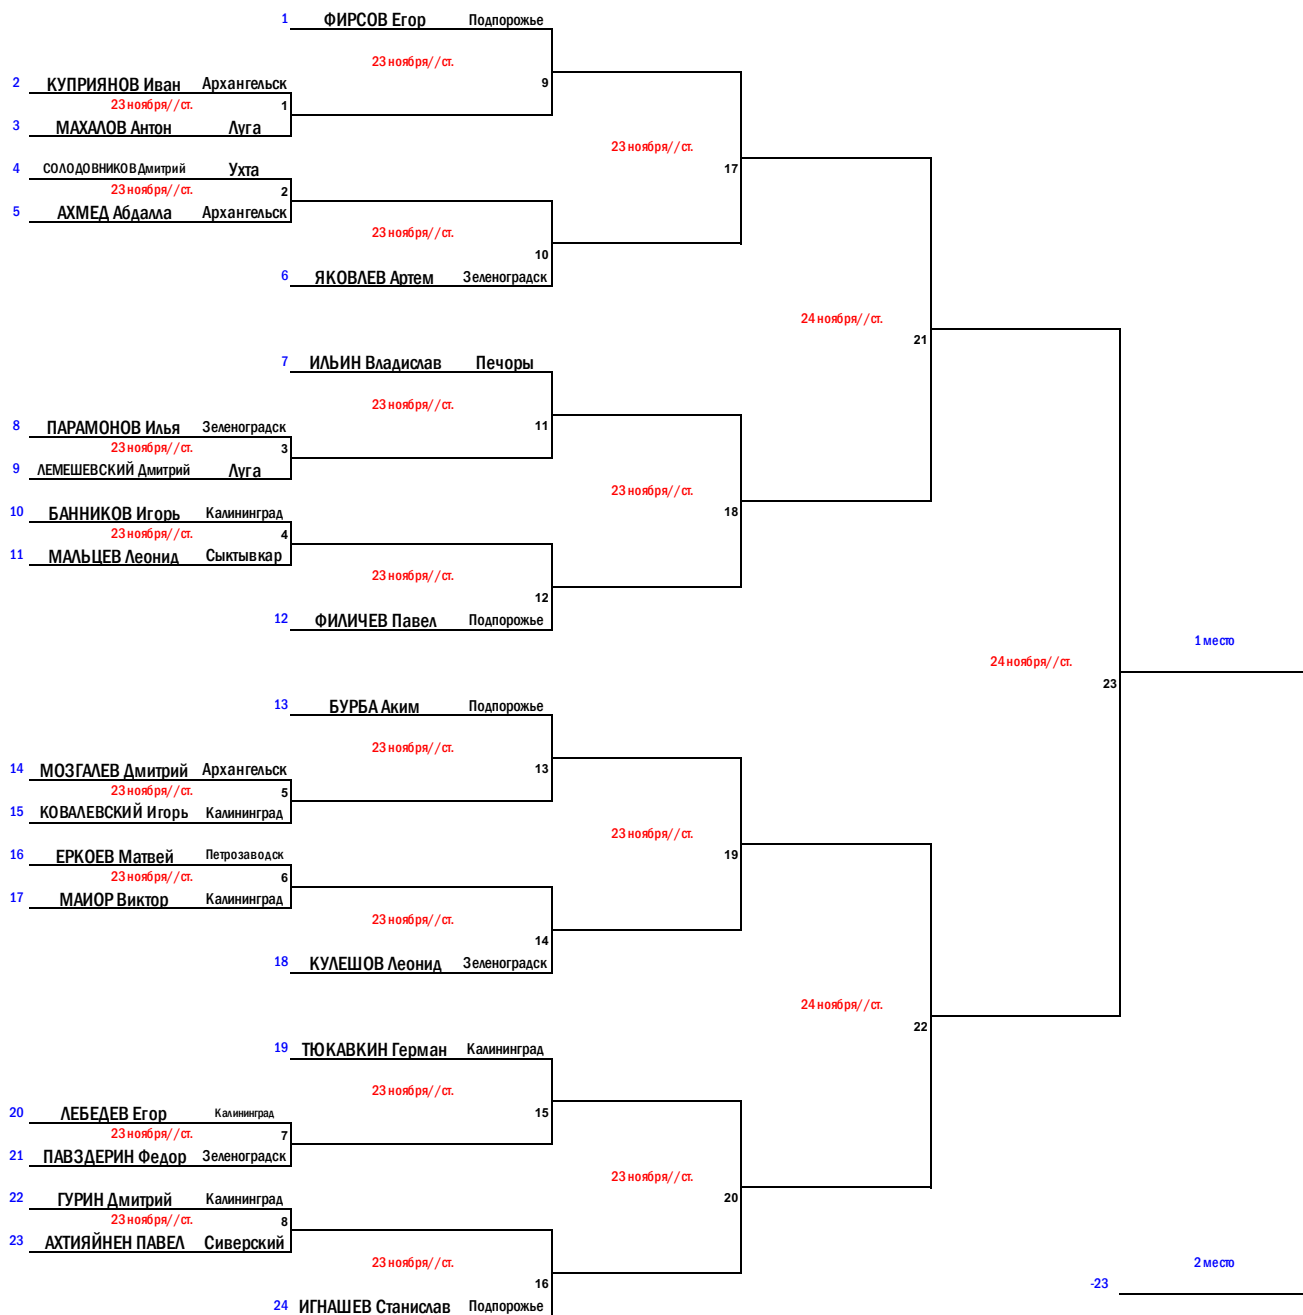 1 ФИРСОВ Егор Подпорожье
23 ноября//ст.
2 КУПРИЯНОВ Иван Архангельск 9
23 ноября//ст. 1
3 МАХАЛОВ Антон Луга
23 ноября//ст.
4 СОЛОДОВНИКОВ Дмитрий Ухта 17
23 ноября//ст. 2
5 АХМЕД Абдалла Архангельск
23 ноября//ст.
10
6 ЯКОВЛЕВ Артем Зеленоградск
24 ноября//ст.
21
7 ИЛЬИН Владислав Печоры
23 ноября//ст.
8 ПАРАМОНОВ Илья Зеленоградск 11
23 ноября//ст. 3
9 ЛЕМЕШЕВСКИЙ Дмитрий Луга
23 ноября//ст.
10 БАННИКОВ Игорь Калининград 18
23 ноября//ст. 4
11 МАЛЬЦЕВ Леонид Сыктывкар
23 ноября//ст.
12
12 ФИЛИЧЕВ Павел Подпорожье
1 место
24 ноября//ст.
23
13 БУРБА Аким Подпорожье
23 ноября//ст.
14 МОЗГАЛЕВ Дмитрий Архангельск 13
23 ноября//ст. 5
15 КОВАЛЕВСКИЙ Игорь Калининград
23 ноября//ст.
16 ЕРКОЕВ Матвей Петрозаводск 19
23 ноября//ст. 6
17 МАИОР Виктор Калининград
23 ноября//ст.
14
18 КУЛЕШОВ Леонид Зеленоградск
24 ноября//ст.
22
19 ТЮКАВКИН Герман Калининград
23 ноября//ст.
20 ЛЕБЕДЕВ Егор Калининград 15
23 ноября//ст. 7
21 ПАВЗДЕРИН Федор Зеленоградск
23 ноября//ст.
22 ГУРИН Дмитрий Калининград 20
23 ноября//ст. 8
23 АХТИЯЙНЕН ПАВЕЛ Сиверский
23 ноября//ст. 2 место
16 -23
24 ИГНАШЕВ Станислав Подпорожье